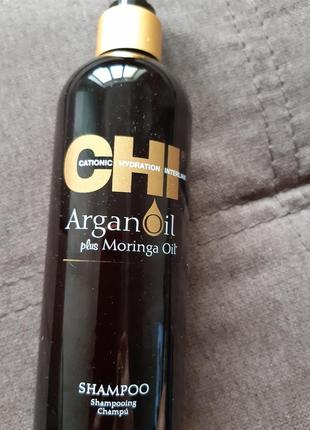 CHI
CATIONIC HYDRATION INTERLINK
Argan Oil
plus Moringa Oil
SHAMPOO
Shampooing
Champú